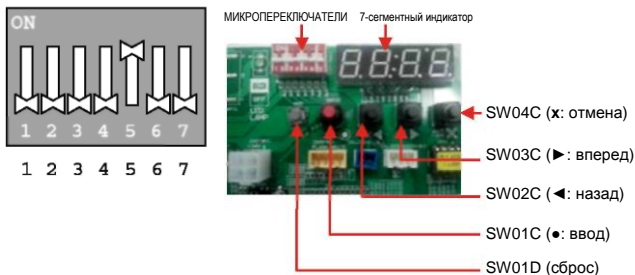 ON
1 2 3 4 5 6 7
1 2 3 4 5 6 7
МИКРОПЕРЕКЛЮЧАТЕЛИ
7-сегментный индикатор
SW04C (x: отмена)
SW03C (►: вперед)
SW02C (◄: назад)
SW01C (●: ввод)
SW01D (сброс)